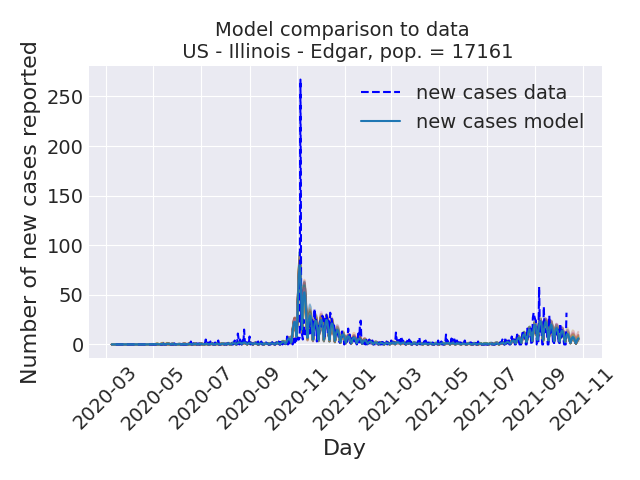 Model comparison to data
US - Illinois - Edgar, pop. = 17161
Number of new cases reported
250
200
150
100
50
0
new cases data
new cases model
2020-03
2020-05
2020-07
2020-09
2020-11
2021-01
2021-03
2021-05
2021-07
2021-09
2021-11
Day